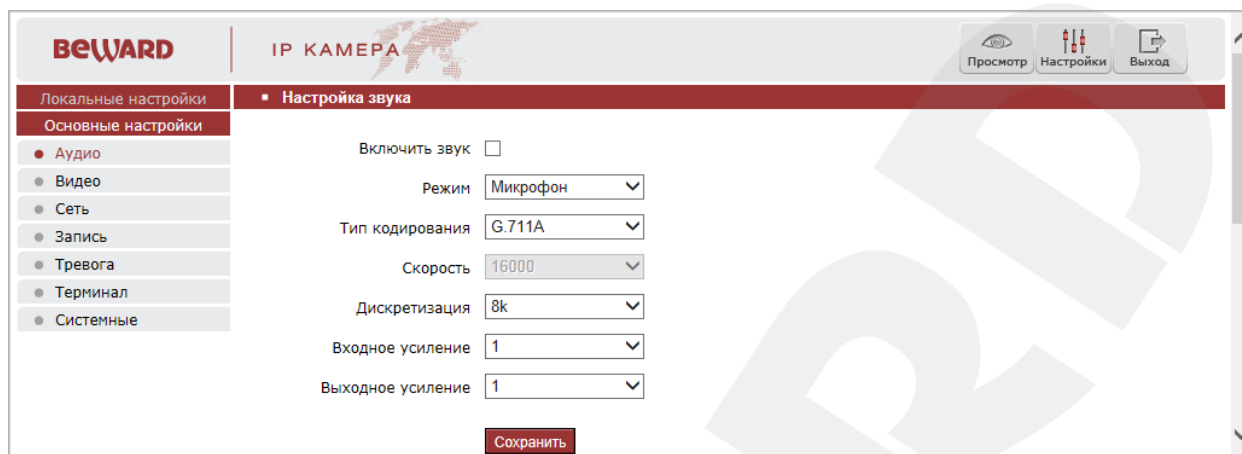 BEWARD
IP КАМЕРА
Просмотр
Настройки
Выход
Локальные настройки
Настройка звука
Основные настройки
Аудио
Видео
Сеть
Запись
Тревога
Терминал
Системные
Включить звук
Режим Микрофон
Тип кодирования G.711A
Скорость 16000
Дискретизация 8k
Входное усиление 1
Выходное усиление 1
Сохранить
RD